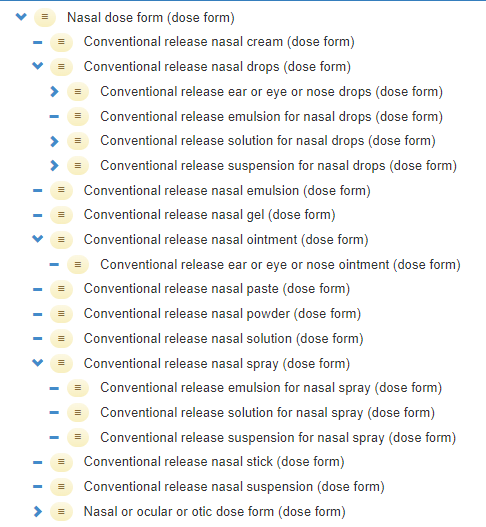 Nasal dose form (dose form)
Conventional release nasal cream (dose form)
Conventional release nasal drops (dose form)
Conventional release ear or eye or nose drops (dose form)
Conventional release emulsion for nasal drops (dose form)
Conventional release solution for nasal drops (dose form)
Conventional release suspension for nasal drops (dose form)
Conventional release nasal emulsion (dose form)
Conventional release nasal gel (dose form)
Conventional release nasal ointment (dose form)
Conventional release ear or eye or nose ointment (dose form)
Conventional release nasal paste (dose form)
Conventional release nasal powder (dose form)
Conventional release nasal solution (dose form)
Conventional release nasal spray (dose form)
Conventional release emulsion for nasal spray (dose form)
Conventional release solution for nasal spray (dose form)
Conventional release suspension for nasal spray (dose form)
Conventional release nasal stick (dose form)
Conventional release nasal suspension (dose form)
Nasal or ocular or otic dose form (dose form)